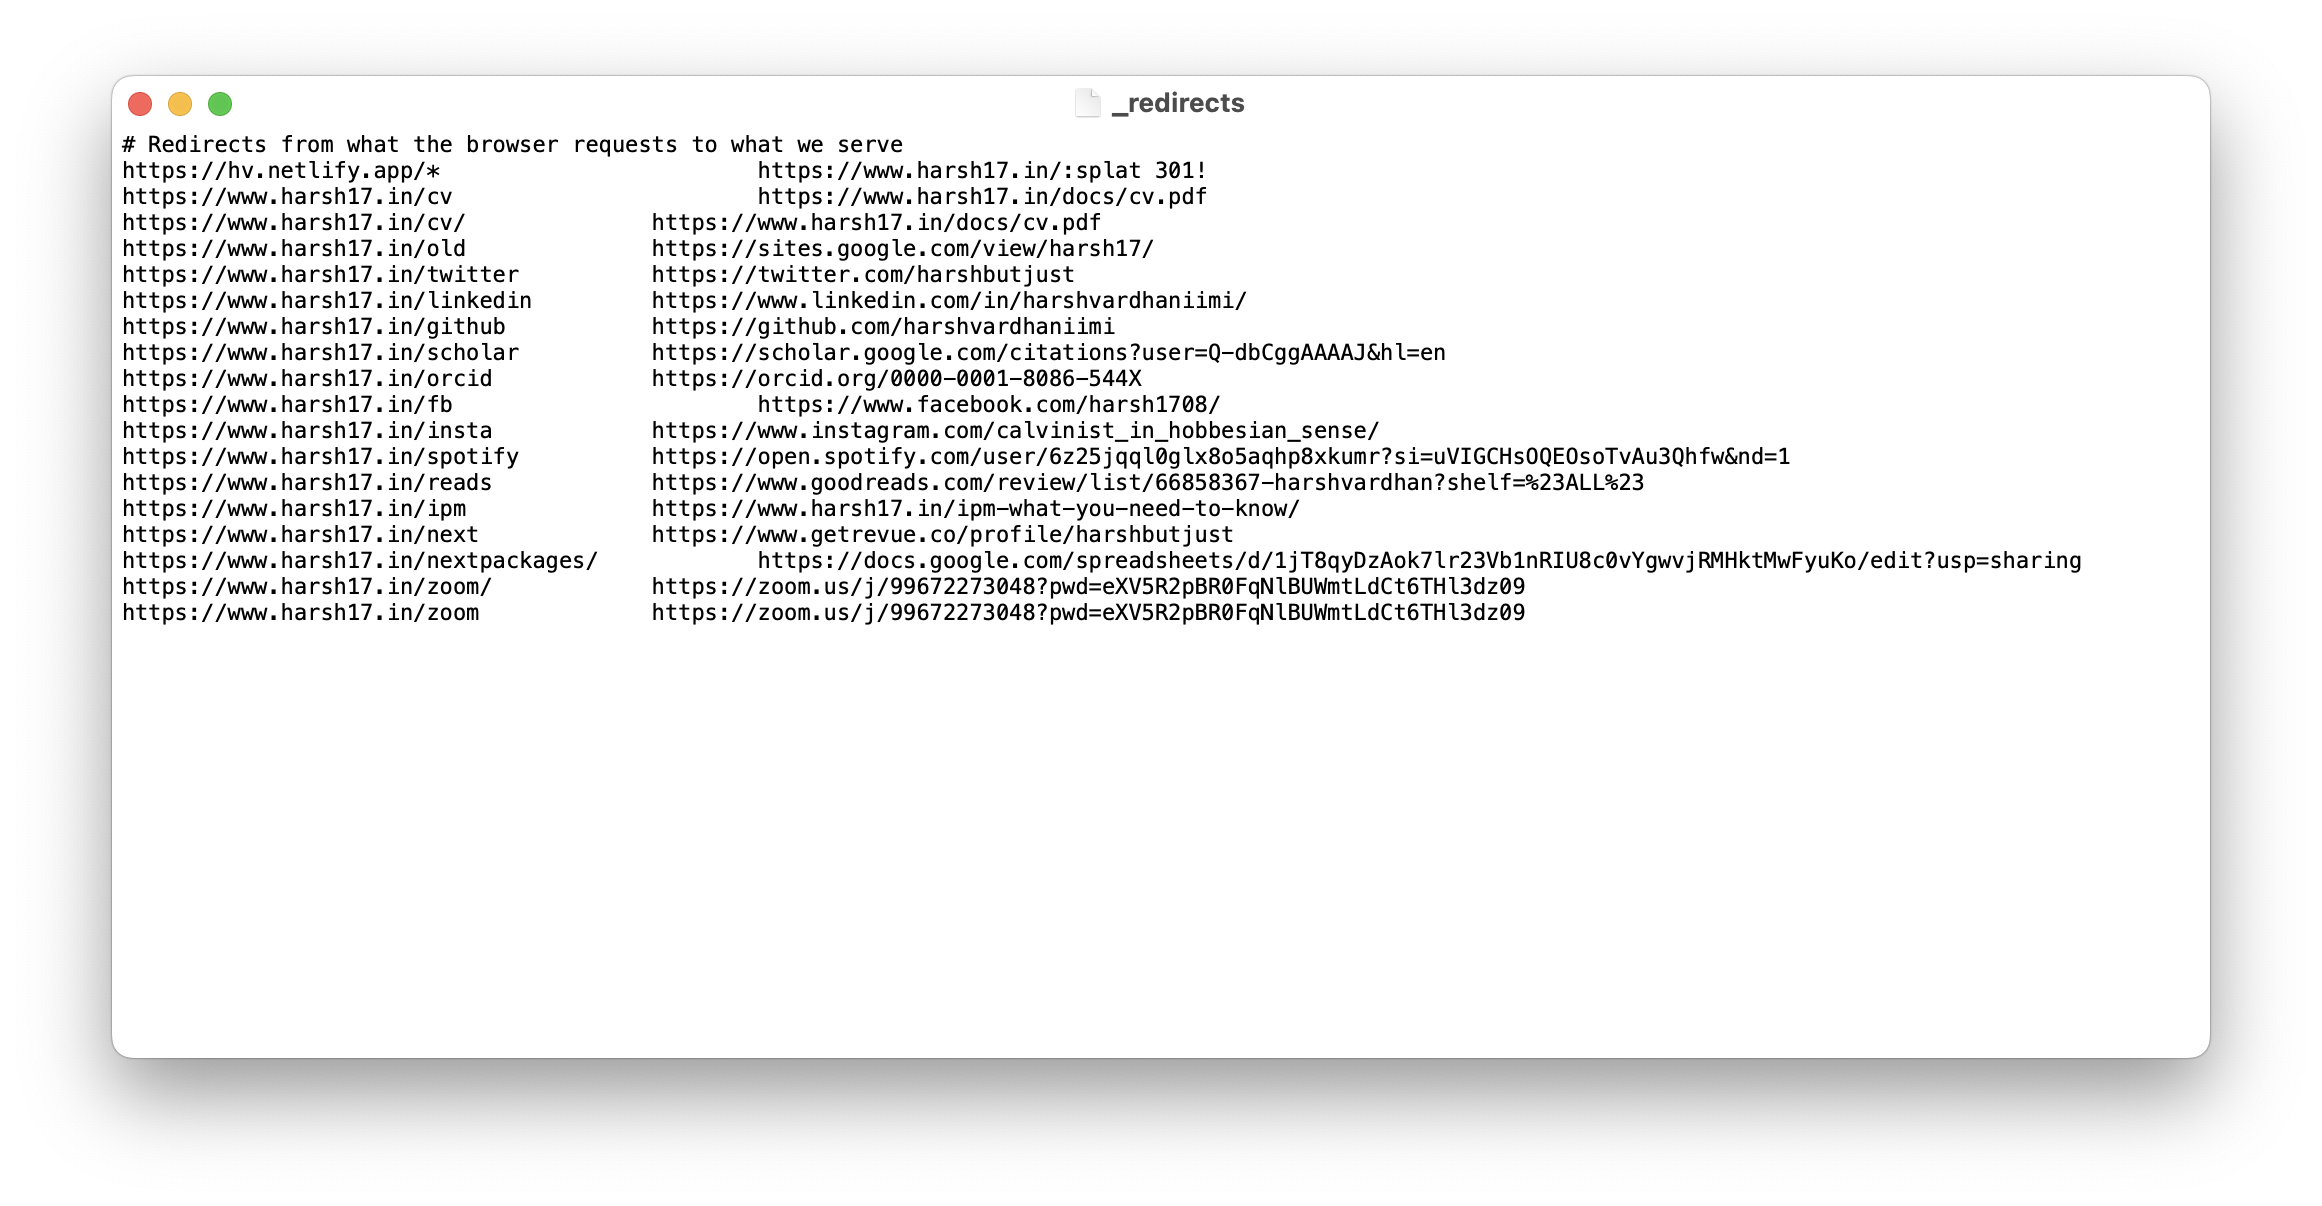 _redirects
# Redirects from what the browser requests to what we serve
https://hv.netlify.app/* https://www.harsh17.in/:splat 301!
https://www.harsh17.in/cv https://www.harsh17.in/docs/cv.pdf
https://www.harsh17.in/cv/ https://www.harsh17.in/docs/cv.pdf
https://www.harsh17.in/old https://sites.google.com/view/harsh17/
https://www.harsh17.in/twitter https://twitter.com/harshbutjust
https://www.harsh17.in/linkedin https://www.linkedin.com/in/harshvardhaniimi/
https://www.harsh17.in/github https://github.com/harshvardhaniimi
https://www.harsh17.in/scholar https://scholar.google.com/citations?user=Q-dbCggAAAAJ&hl=en
https://www.harsh17.in/orcid https://orcid.org/0000-0001-8086-544X
https://www.harsh17.in/fb https://www.facebook.com/harsh1708/
https://www.harsh17.in/insta https://www.instagram.com/calvinist_in_hobbesian_sense/
https://www.harsh17.in/spotify https://open.spotify.com/user/6z25jqql0glx8o5aqhp8xkumr?si=uVIGCHsOQEOsoTvAu3Qhfw&nd=1
https://www.harsh17.in/reads https://www.goodreads.com/review/list/66858367-harshvardhan?shelf=%23ALL%23
https://www.harsh17.in/ipm https://www.harsh17.in/ipm-what-you-need-to-know/
https://www.harsh17.in/next https://www.getrevue.co/profile/harshbutjust
https://www.harsh17.in/nextpackages/ https://docs.google.com/spreadsheets/d/1jT8qyDzAok7lr23Vb1nRIU8c0vYgwvjRMHktMwFyuKo/edit?usp=sharing
https://www.harsh17.in/zoom/ https://zoom.us/j/99672273048?pwd=eXV5R2pBR0FqNlBUWmtLdCt6THl3dz09
https://www.harsh17.in/zoom https://zoom.us/j/99672273048?pwd=eXV5R2pBR0FqNlBUWmtLdCt6THl3dz09